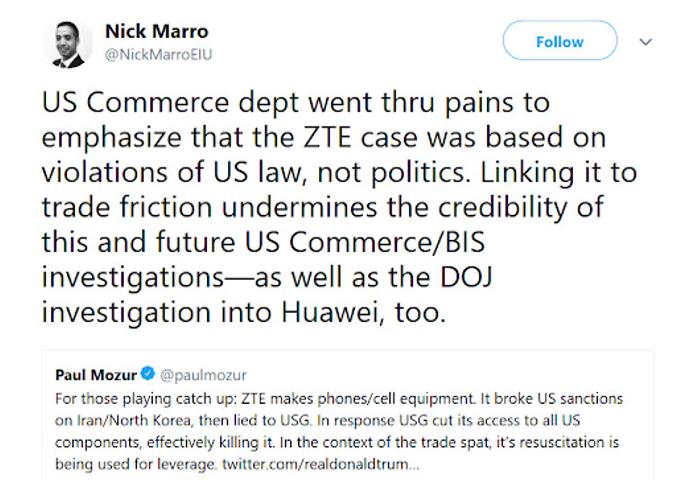 Nick Marro
@NickMarroEIU
Follow
US Commerce dept went thru pains to
emphasize that the ZTE case was based on
violations of US law, not politics. Linking it to
trade friction undermines the credibility of
this and future US Commerce/BIS
investigations—as well as the DOJ
investigation into Huawei, too.
Paul Mozur @paulmozur
For those playing catch up: ZTE makes phones/cell equipment. It broke US sanctions
on Iran/North Korea, then lied to USG. In response USG cut its access to all US
components, effectively killing it. In the context of the trade spat, it's resuscitation is
being used for leverage. twitter.com/realdonaldtrum...